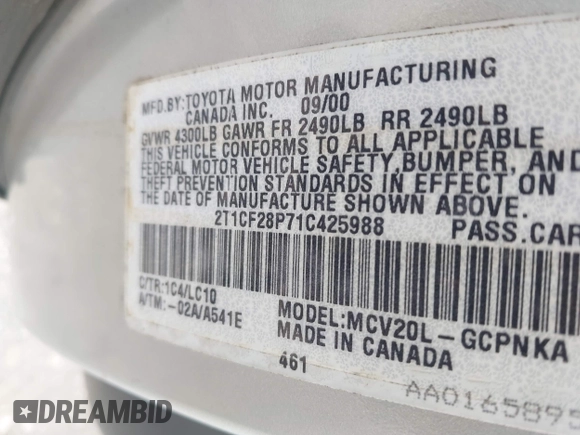 MFD.BY:TOYOTA MOTOR MANUFACTURING
CANADA INC. 09/00
GVWR 4300LB GAWR FR 2490LB RR 2490LB
THIS VEHICLE CONFORMS TO ALL APPLICABLE
FEDERAL MOTOR VEHICLE SAFETY,BUMPER, AND
THEFT PREVENTION STANDARDS IN EFFECT ON
THE DATE OF MANUFACTURE SHOWN ABOVE.
2T1CF28P71C425988 PASS.CAR
C/TR:1C4/LC10
A/TM:-02A/A541E
MODEL:MCV20L-GCPNKA
MADE IN CANADA
461
AA0165895
DREAMBID